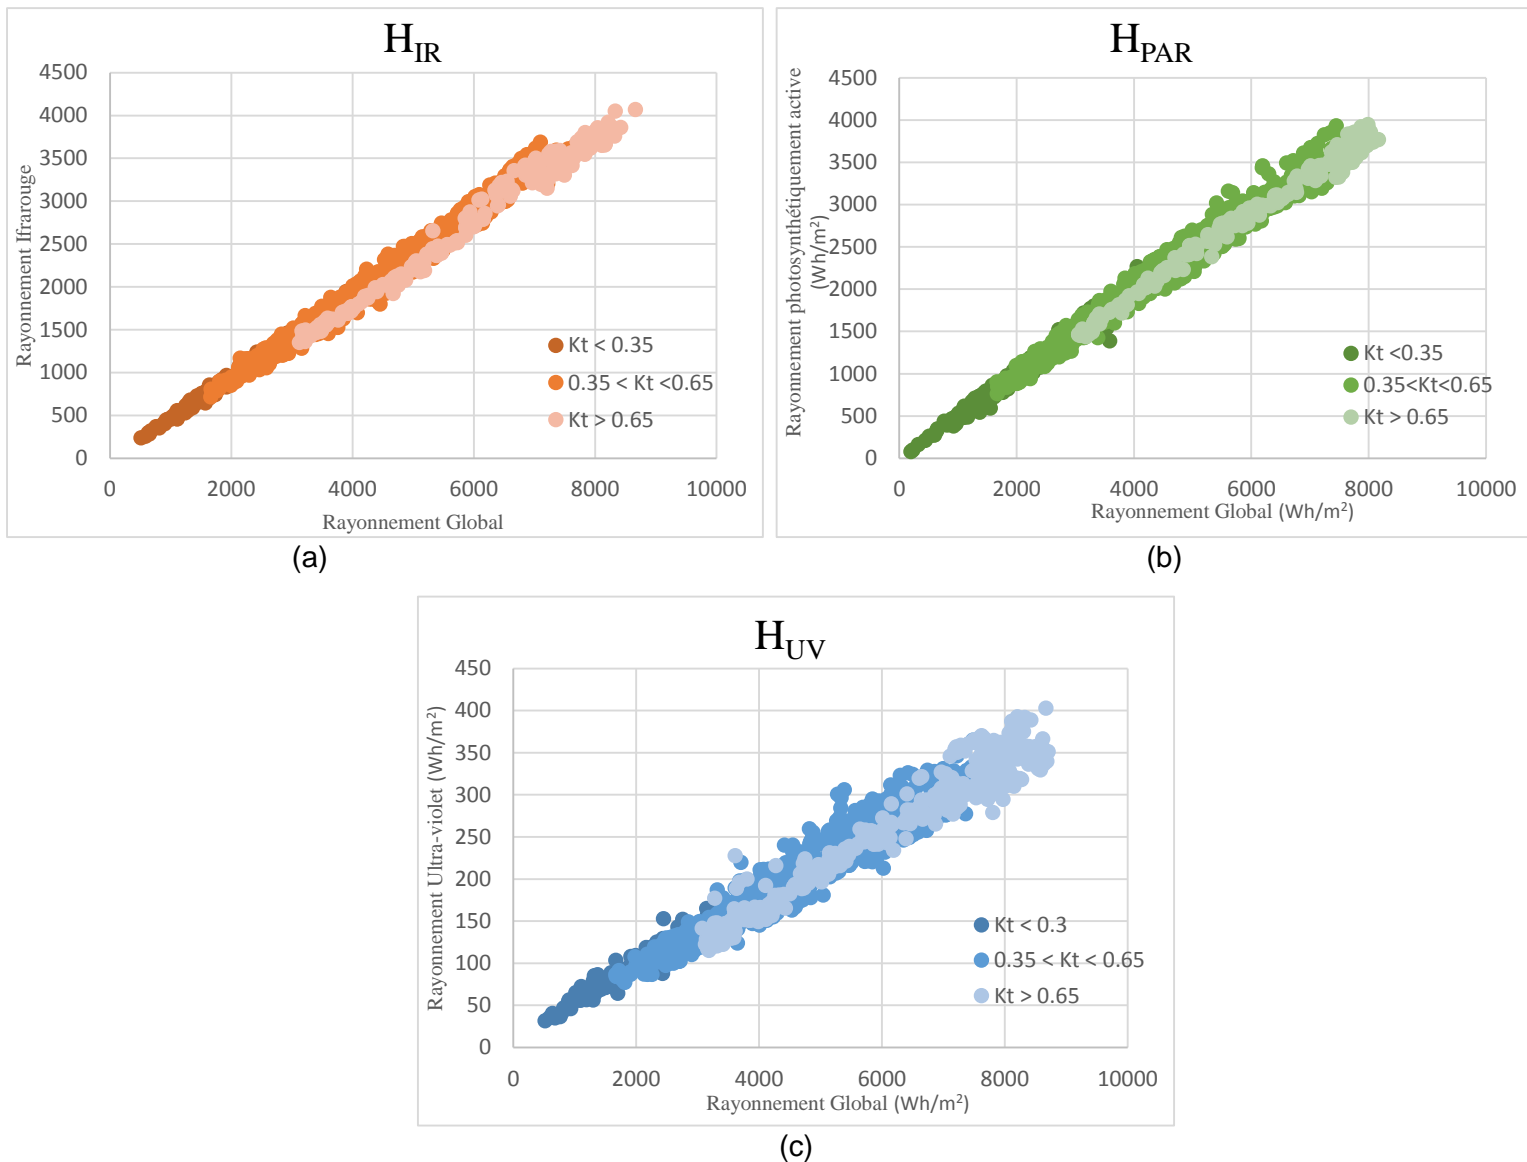 H_IR
4500
4000
3500
3000
2500
2000
1500
1000
500
0
0 2000 4000 6000 8000 10000
Rayonnement Ifrarouge
Rayonnement Global
Kt < 0.35
0.35 < Kt <0.65
Kt > 0.65
(a)
H_PAR
4500
4000
3500
3000
2500
2000
1500
1000
500
0
0 2000 4000 6000 8000 10000
Rayonnement photosynthétiquement active
(Wh/m²)
Rayonnement Global (Wh/m²)
Kt <0.35
0.35<Kt<0.65
Kt > 0.65
(b)
H_UV
450
400
350
300
250
200
150
100
50
0
0 2000 4000 6000 8000 10000
Rayonnement Ultra-violet (Wh/m²)
Rayonnement Global (Wh/m²)
Kt < 0.3
0.35 < Kt < 0.65
Kt > 0.65
(c)